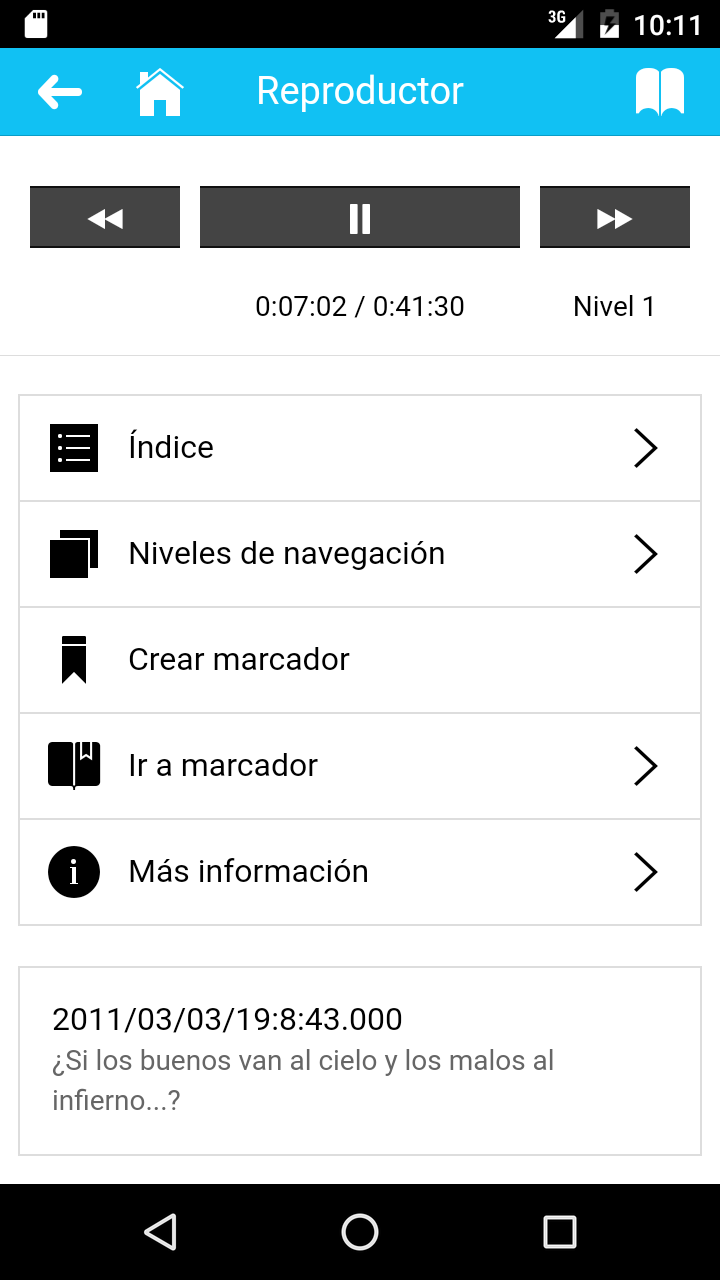 3G 10:11
Reproductor
0:07:02 / 0:41:30 Nivel 1
Índice
Niveles de navegación
Crear marcador
Ir a marcador
Más información
2011/03/03/19:8:43.000
¿Si los buenos van al cielo y los malos al
infierno...?